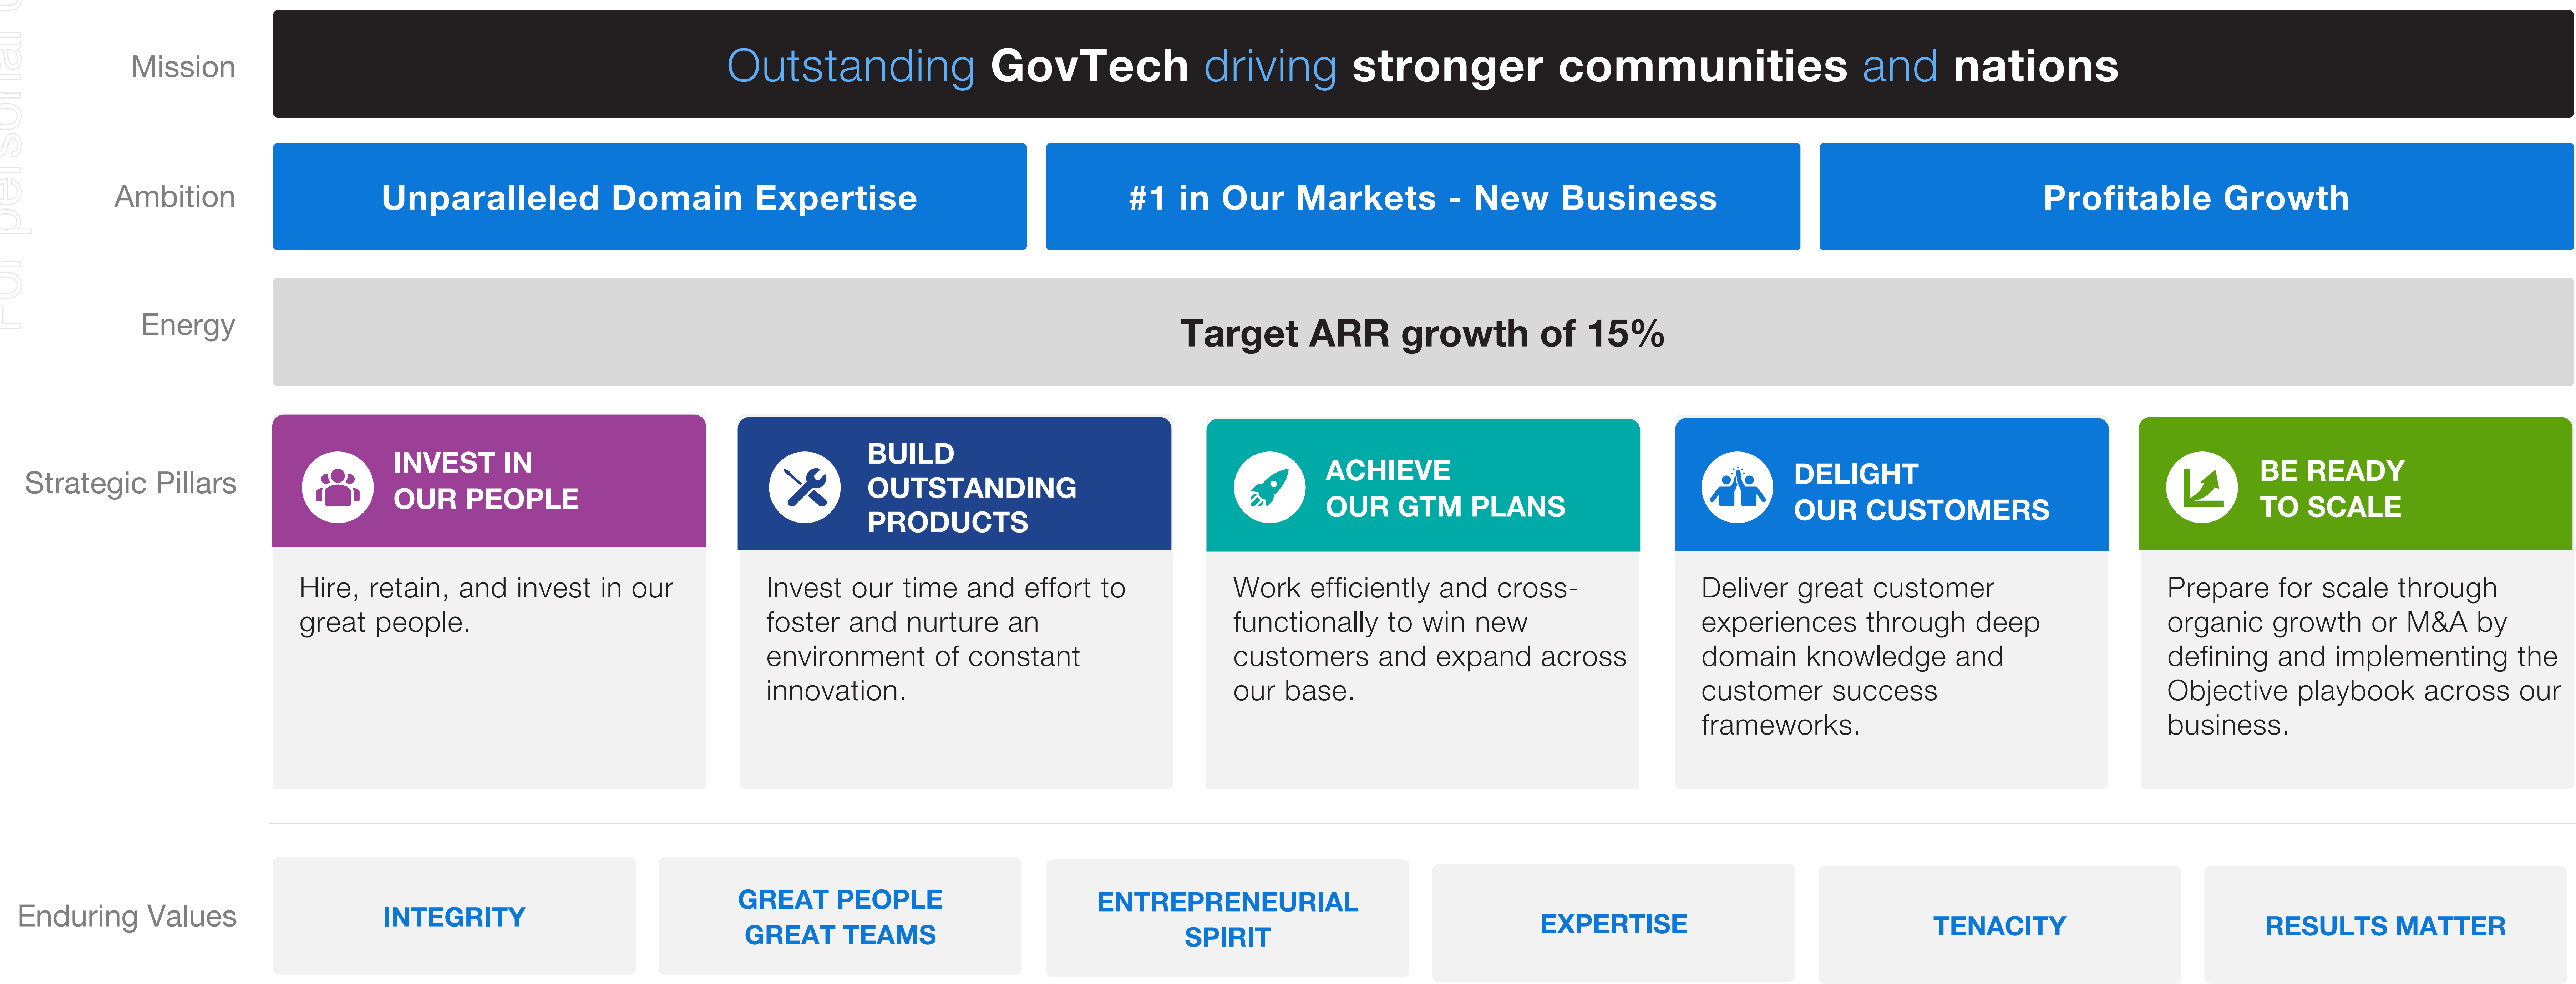 For personal u
Mission
Outstanding GovTech driving stronger communities and nations
Ambition
Unparalleled Domain Expertise
#1 in Our Markets - New Business
Profitable Growth
Energy
Target ARR growth of 15%
Strategic Pillars
INVEST IN
OUR PEOPLE
Hire, retain, and invest in our
great people.
BUILD
OUTSTANDING
PRODUCTS
Invest our time and effort to
foster and nurture an
environment of constant
innovation.
ACHIEVE
OUR GTM PLANS
Work efficiently and cross-
functionally to win new
customers and expand across
our base.
DELIGHT
OUR CUSTOMERS
Deliver great customer
experiences through deep
domain knowledge and
customer success
frameworks.
BE READY
TO SCALE
Prepare for scale through
organic growth or M&A by
defining and implementing the
Objective playbook across our
business.
Enduring Values
INTEGRITY
GREAT PEOPLE
GREAT TEAMS
ENTREPRENEURIAL
SPIRIT
EXPERTISE
TENACITY
RESULTS MATTER